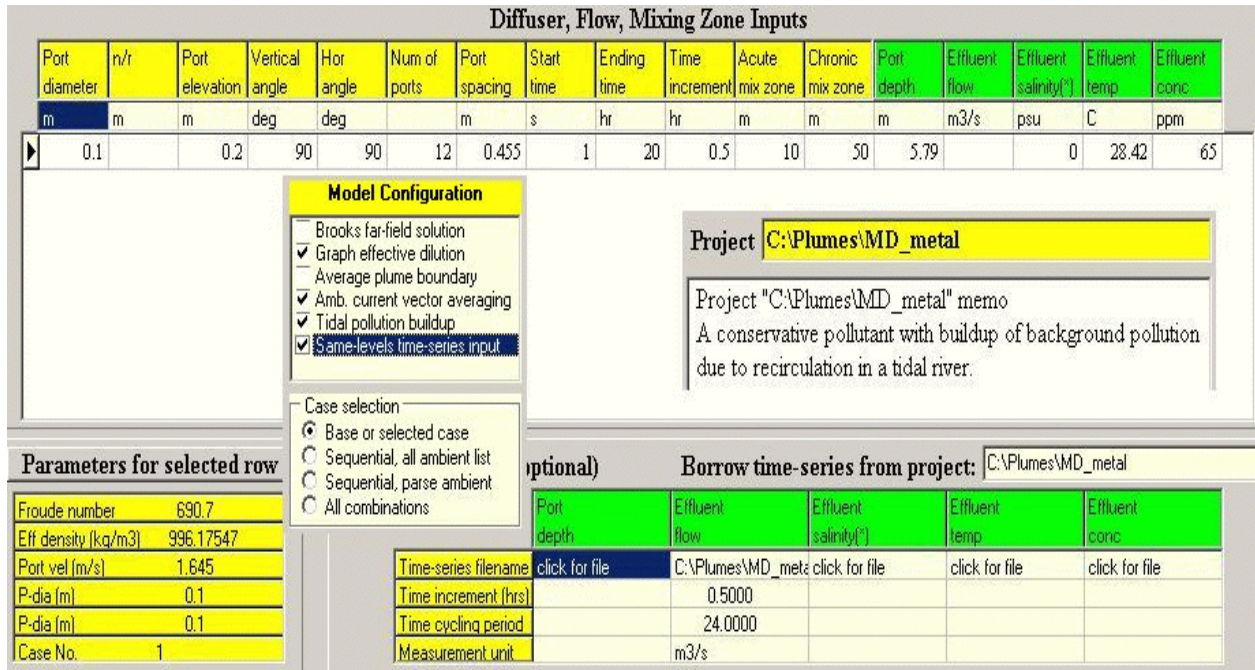 Diffuser, Flow, Mixing Zone Inputs
Port diameter n/r Port elevation Vertical angle Hor angle Num of ports Port spacing Start time Ending time Time increment Acute mix zone Chronic mix zone Port depth Effluent flow Effluent salinity(*) Effluent temp Effluent conc
m m m deg deg m s hr hr m m m m3/s psu C ppm
0.1 0.2 90 90 12 0.455 1 20 0.5 10 50 5.79 0 28.42 65
Model Configuration
Brooks far-field solution
Graph effective dilution
Average plume boundary
Amb. current vector averaging
Tidal pollution buildup
Same-levels time-series input
Project C:\Plumes\MD_metal
Project "C:\Plumes\MD_metal" memo
A conservative pollutant with buildup of background pollution
due to recirculation in a tidal river.
Case selection
Base or selected case
Sequential, all ambient list
Sequential, parse ambient
All combinations
Parameters for selected row
Froude number 690.7
Eff density (kg/m3) 996.17547
Port vel (m/s) 1.645
P-dia (m) 0.1
P-dia (m) 0.1
Case No. 1
optional) Borrow time-series from project: C:\Plumes\MD_metal
Port depth Effluent flow Effluent salinity(*) Effluent temp Effluent conc
Time-series filename click for file C:\Plumes\MD_meta click for file click for file click for file
Time increment (hrs) 0.5000
Time cycling period 24.0000
Measurement unit m3/s